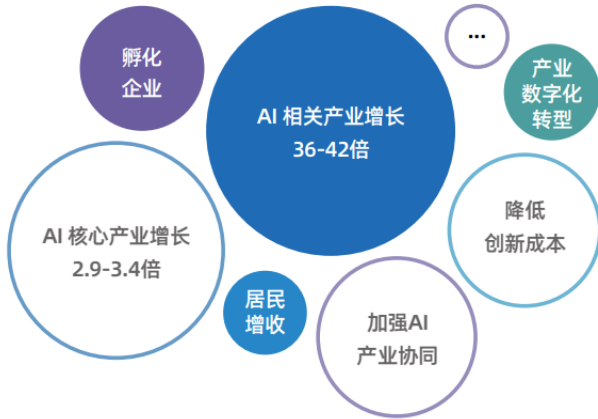 孵化
企业
AI 相关产业增长
36-42倍
...
产业
数字化
转型
AI 核心产业增长
2.9-3.4倍
降低
创新成本
居民
增收
加强AI
产业协同